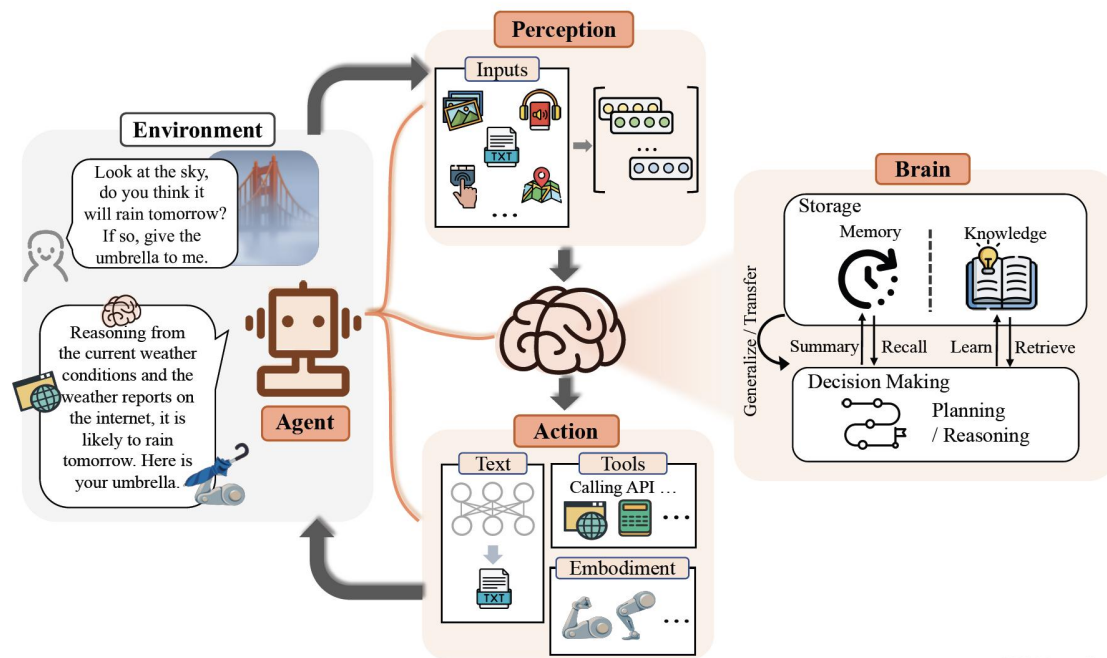 Perception
Inputs
TXT
...
...
Environment
Look at the sky,
do you think it
will rain tomorrow?
If so, give the
umbrella to me.
Reasoning from
the current weather
conditions and the
weather reports on
the internet, it is
likely to rain
tomorrow. Here is
your umbrella.
Agent
Action
Text
TXT
Tools
Calling API ...
...
Embodiment
...
Brain
Storage
Memory
Knowledge
Generalize / Transfer
Summary
Recall
Learn
Retrieve
Decision Making
Planning
/ Reasoning